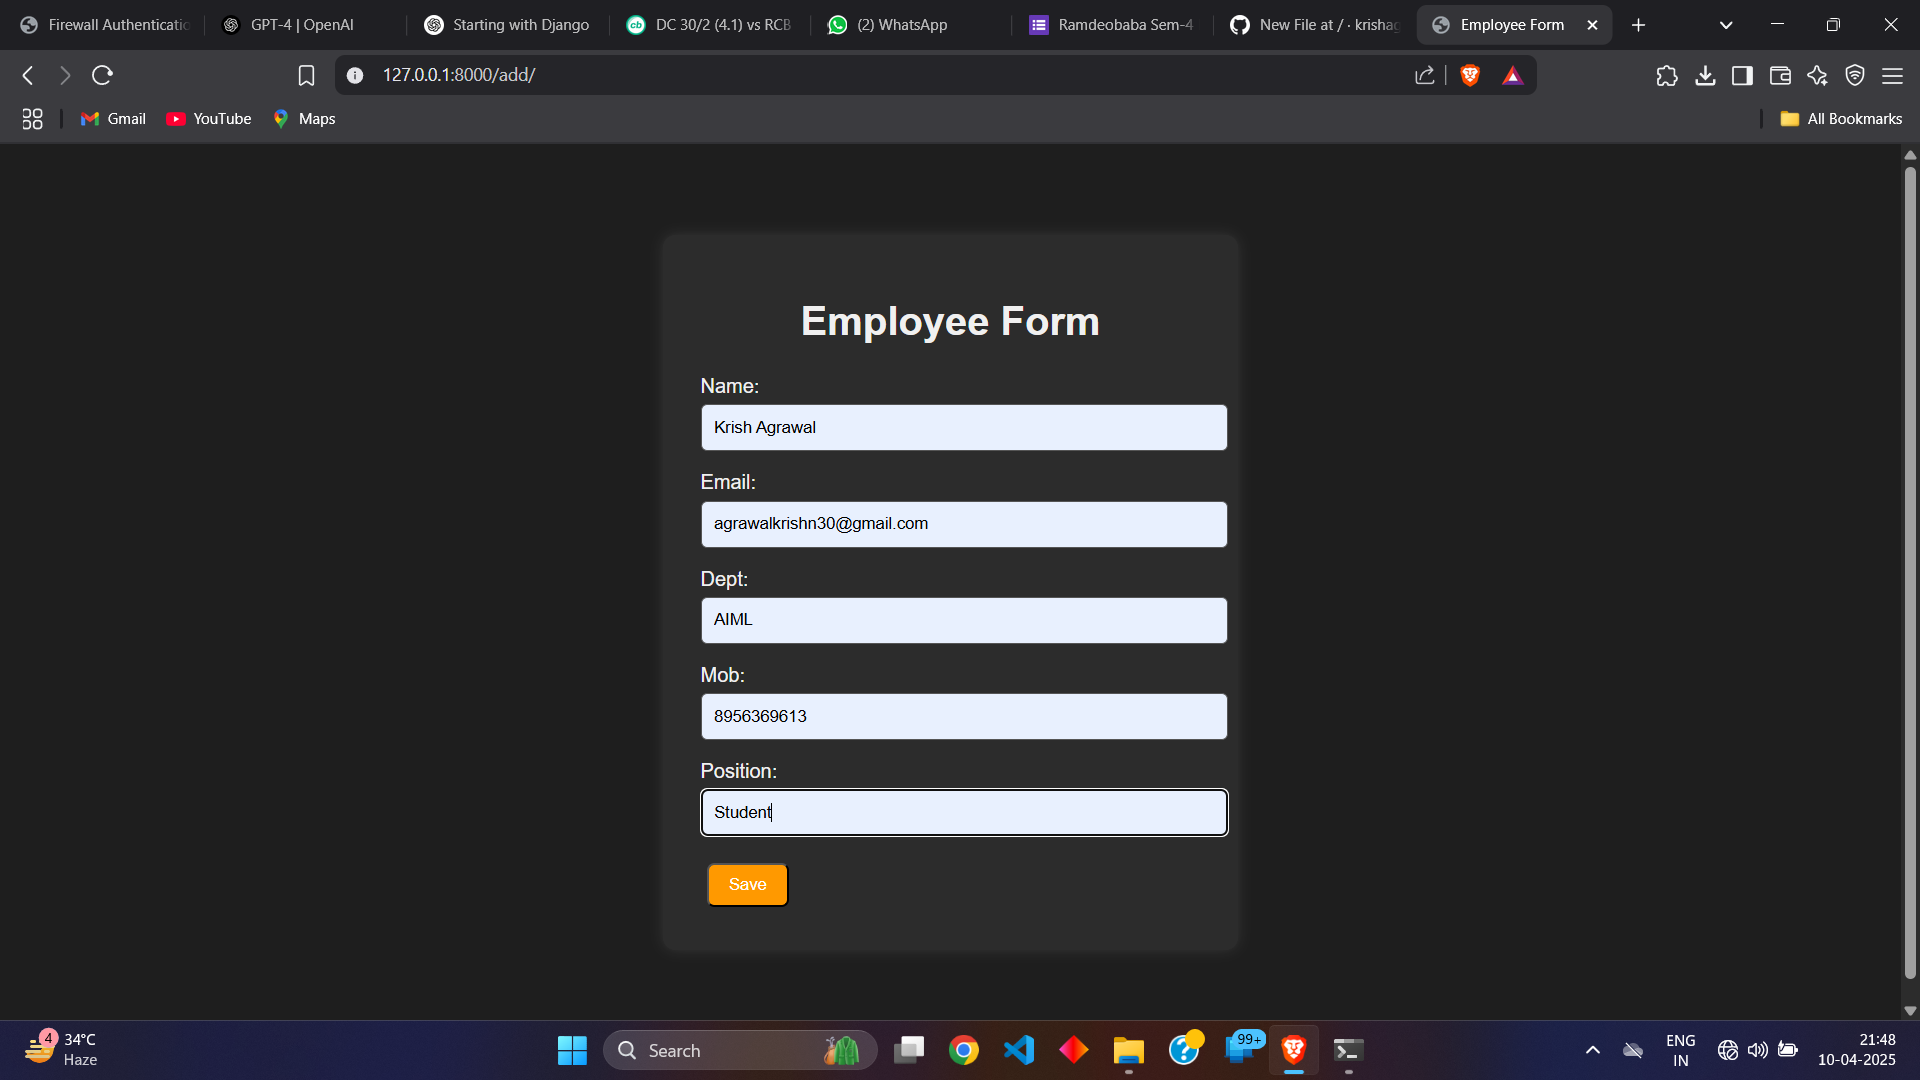 Firewall Authenticatio
GPT-4 | OpenAI
Starting with Django
DC 30/2 (4.1) vs RCB
(2) WhatsApp
Ramdeobaba Sem-4
New File at / · krishag
Employee Form
127.0.0.1:8000/add/
Gmail
YouTube
Maps
All Bookmarks
Employee Form
Name:
Krish Agrawal
Email:
agrawalkrishn30@gmail.com
Dept:
AIML
Mob:
8956369613
Position:
Student
Save
4
34°C
Haze
Search
99+
ENG
IN
21:48
10-04-2025